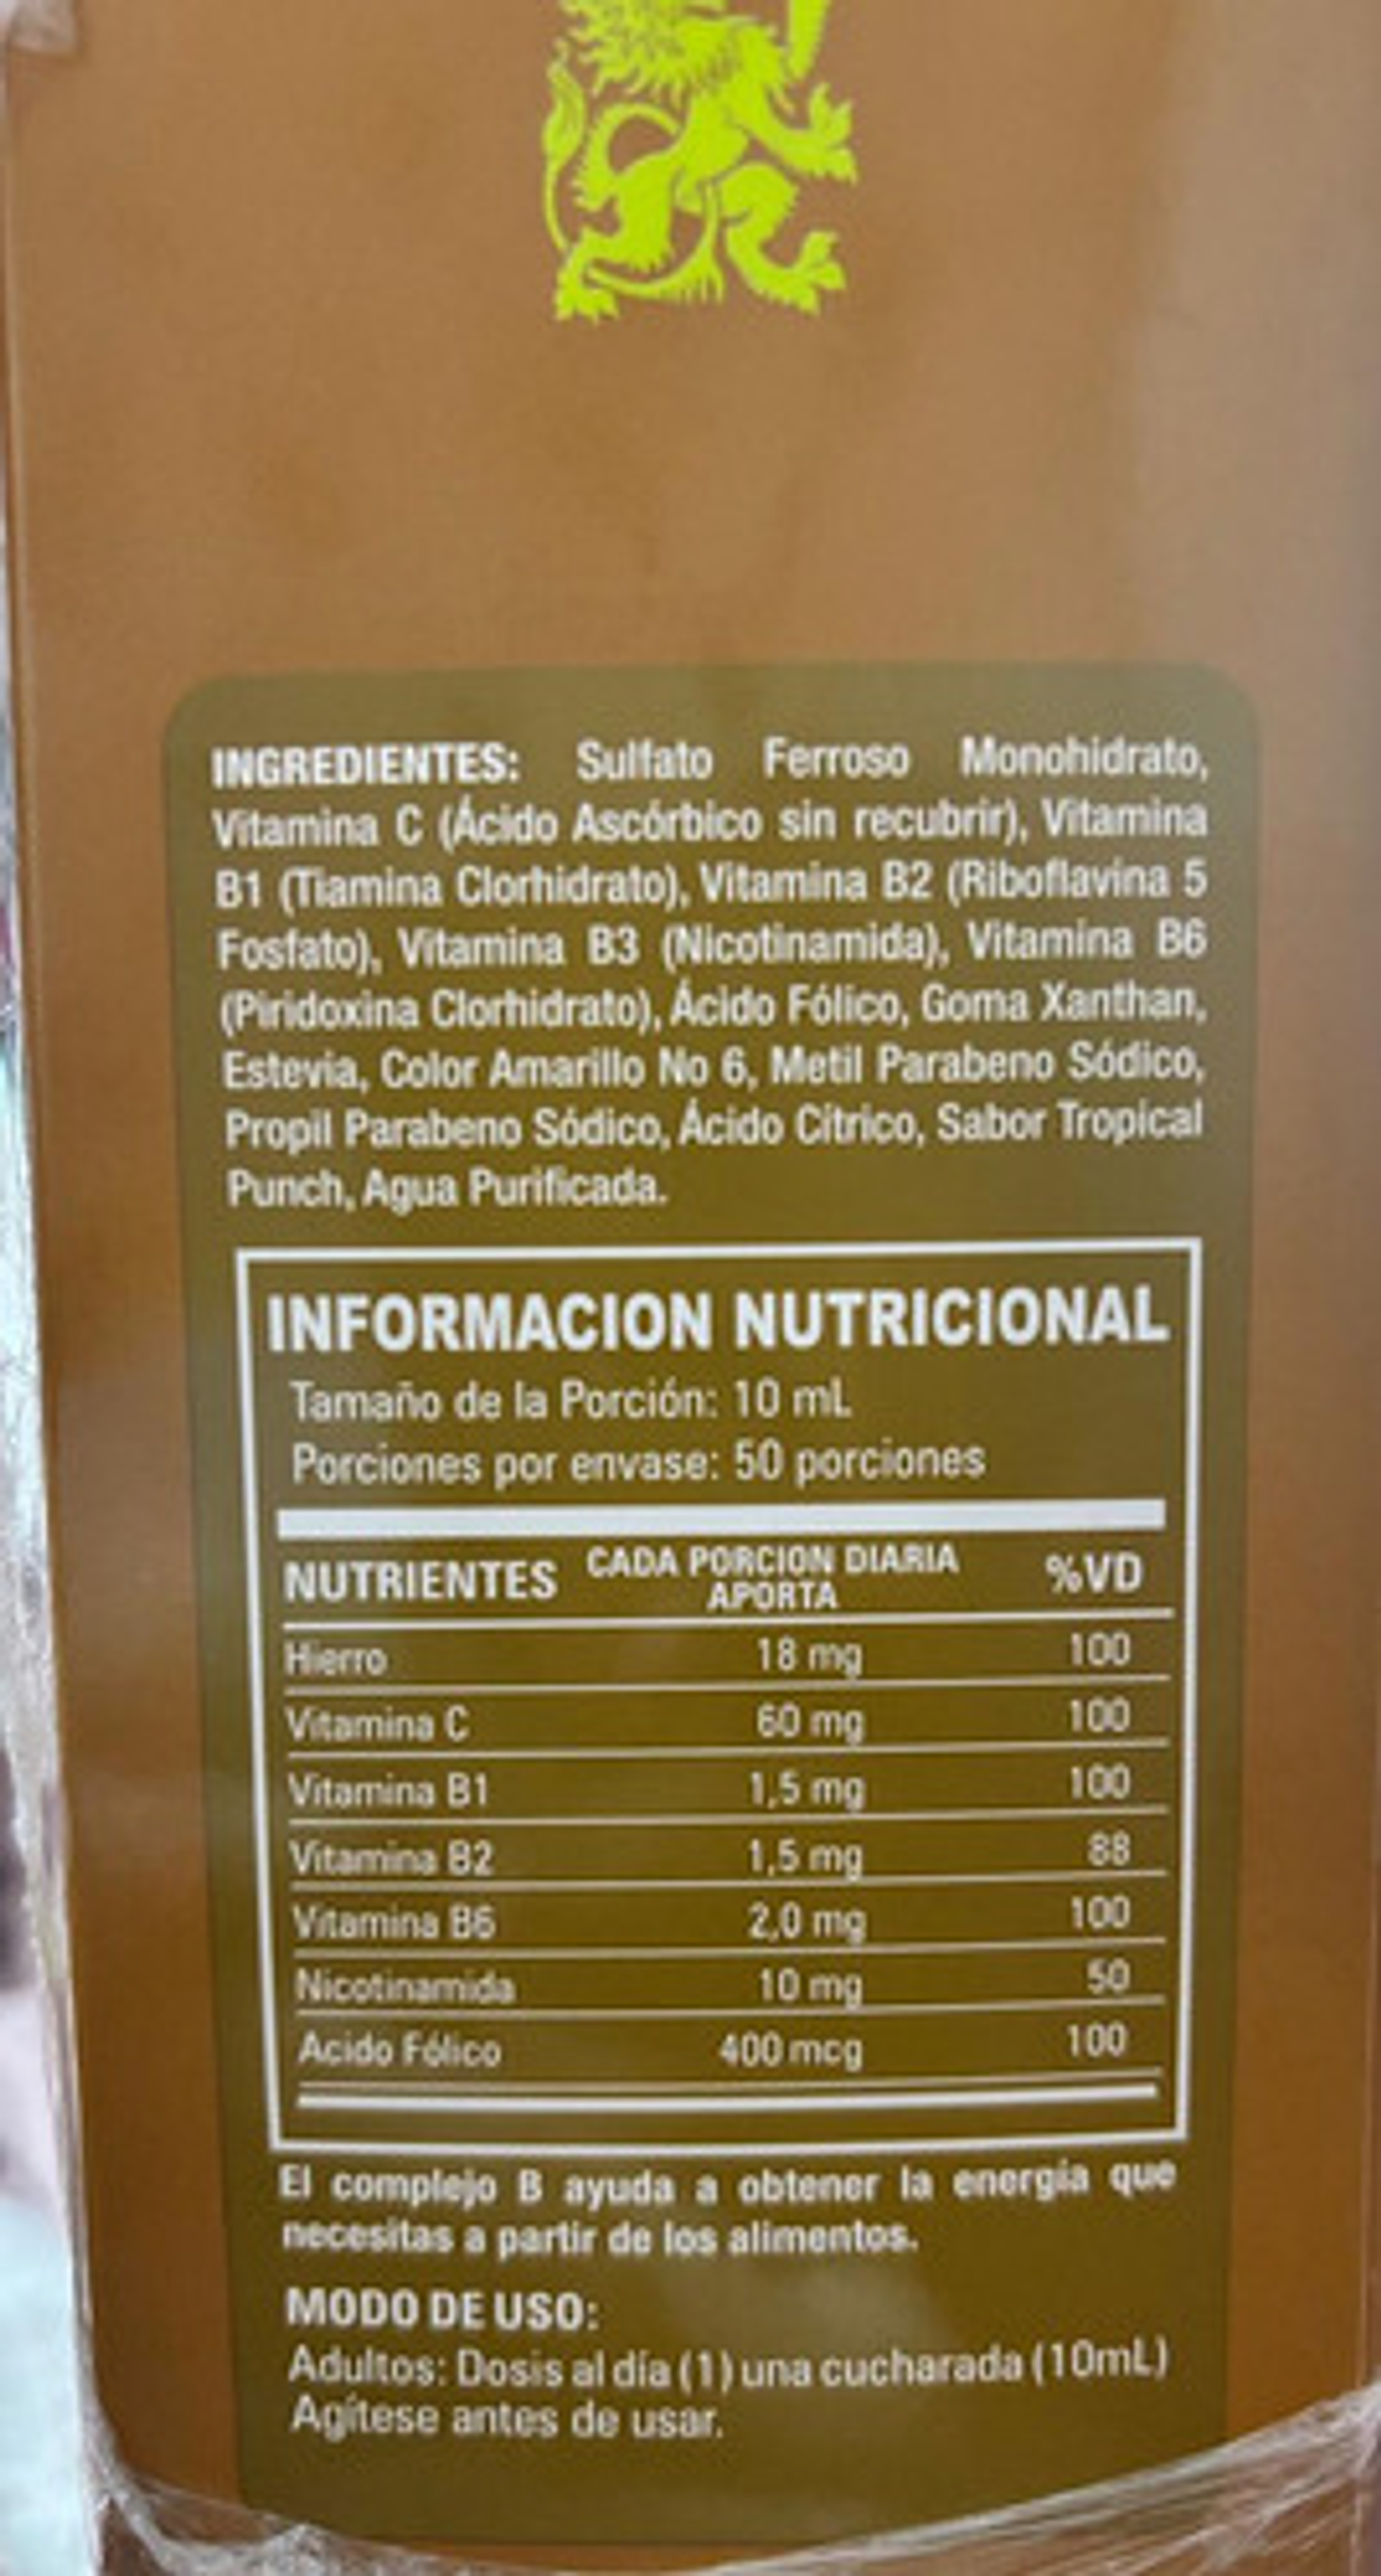 INGREDIENTES: Sulfato Ferroso Monohidrato,
Vitamina C (Ácido Ascórbico sin recubrir), Vitamina
B1 (Tiamina Clorhidrato), Vitamina B2 (Riboflavina 5
Fosfato), Vitamina B3 (Nicotinamida), Vitamina B6
(Piridoxina Clorhidrato), Ácido Fólico, Goma Xanthan,
Estevia, Color Amarillo No 6, Metil Parabeno Sódico,
Propil Parabeno Sódico, Ácido Cítrico, Sabor Tropical
Punch, Agua Purificada.
INFORMACION NUTRICIONAL
Tamaño de la Porción: 10 mL
Porciones por envase: 50 porciones
NUTRIENTES CADA PORCION DIARIA APORTA %VD
Hierro 18 mg 100
Vitamina C 60 mg 100
Vitamina B1 1,5 mg 100
Vitamina B2 1,5 mg 88
Vitamina B6 2,0 mg 100
Nicotinamida 10 mg 50
Acido Fólico 400 mcg 100
El complejo B ayuda a obtener la energía que
necesitas a partir de los alimentos.
MODO DE USO:
Adultos: Dosis al día (1) una cucharada (10mL)
Agítese antes de usar.